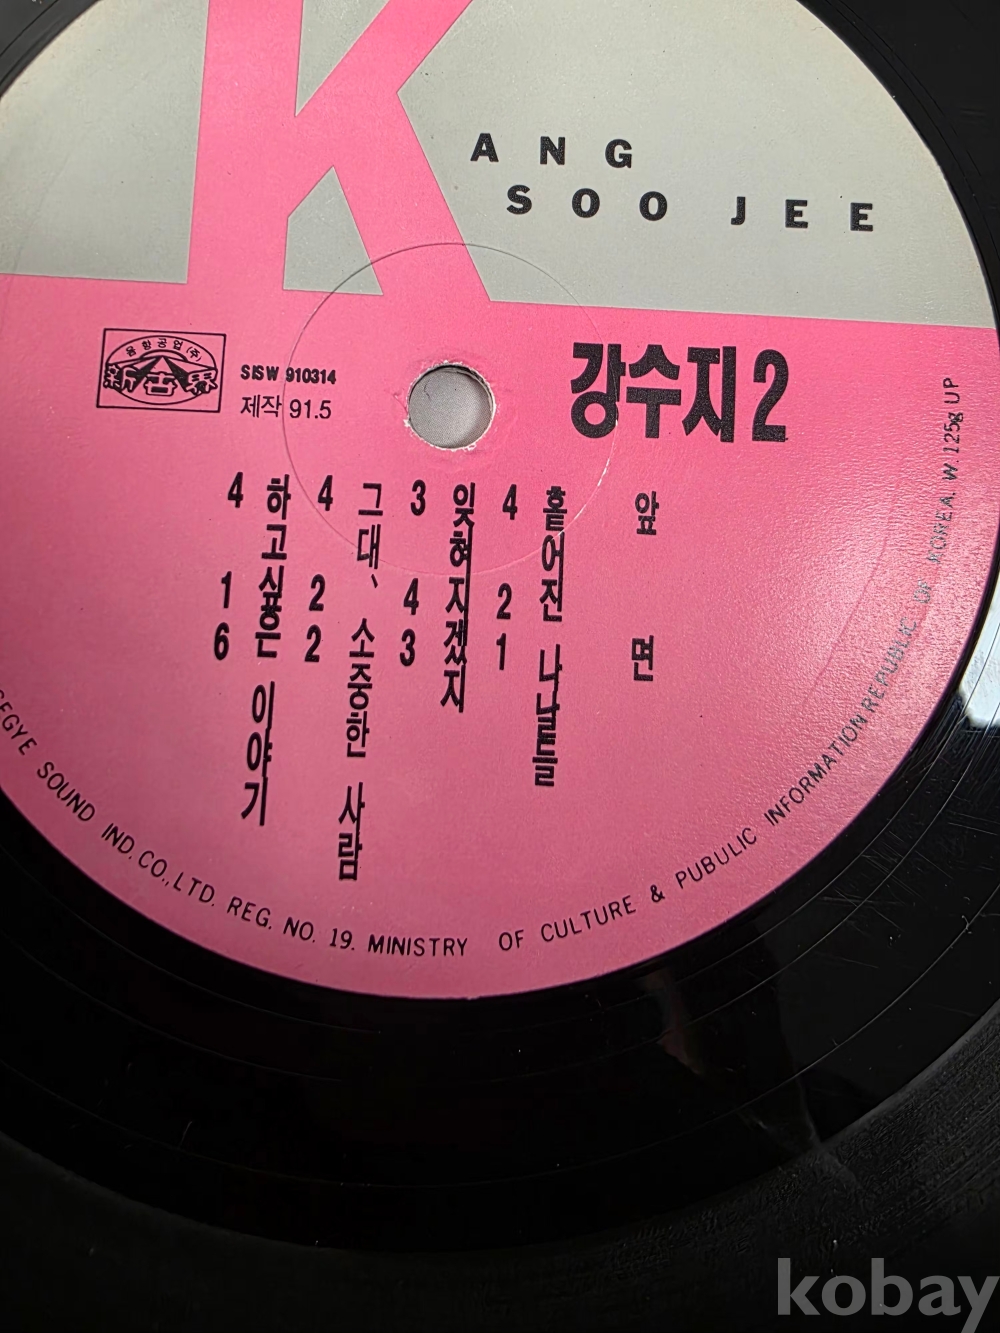 K
ANG
SOO JEE
음향공업(주)
SISW 910314
제작 91.5
강수지2
앞 면
흩어진 나날들
4 2 1
잊혀지겠지
3 4 3
그대、소중한 사람
4 2 2
하고싶은 이야기
4 1 6
SEGYE SOUND IND. CO., LTD. REG. NO. 19. MINISTRY OF CULTURE & PUBULIC INFORMATION REPUBLIC OF KOREA. W 125g UP
kobay